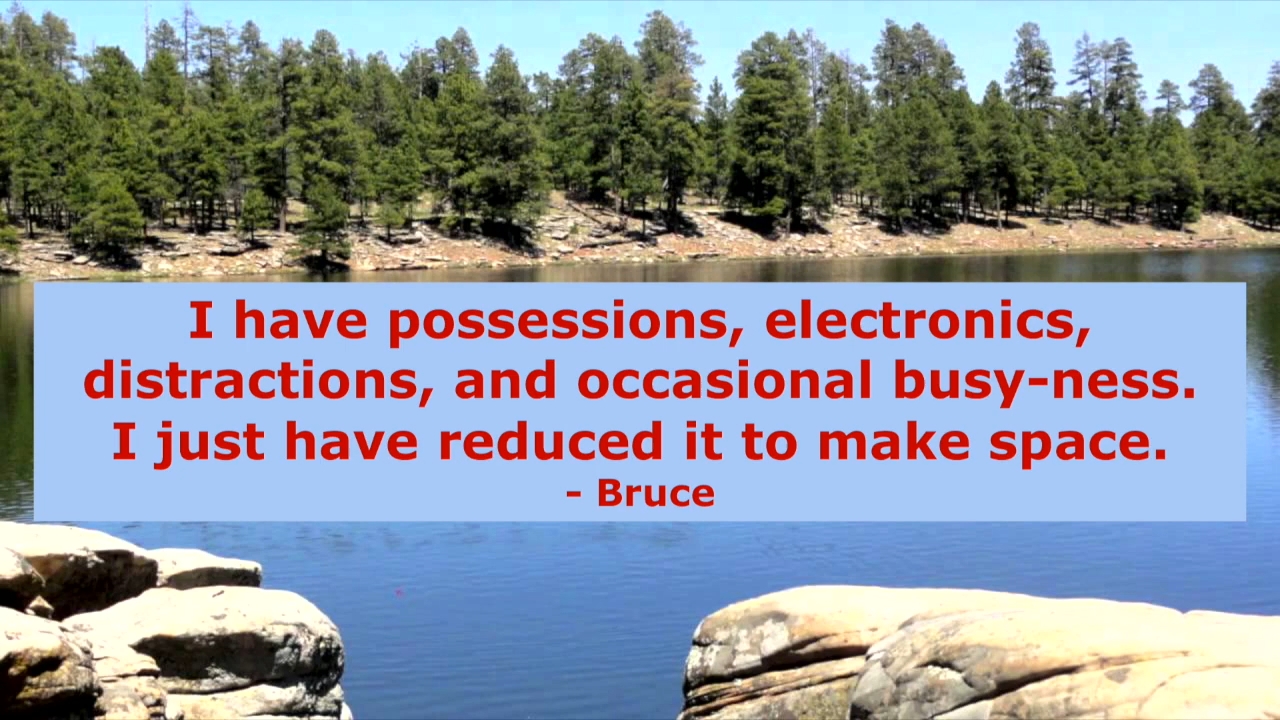 I have possessions, electronics,
distractions, and occasional busy-ness.
I just have reduced it to make space.
- Bruce